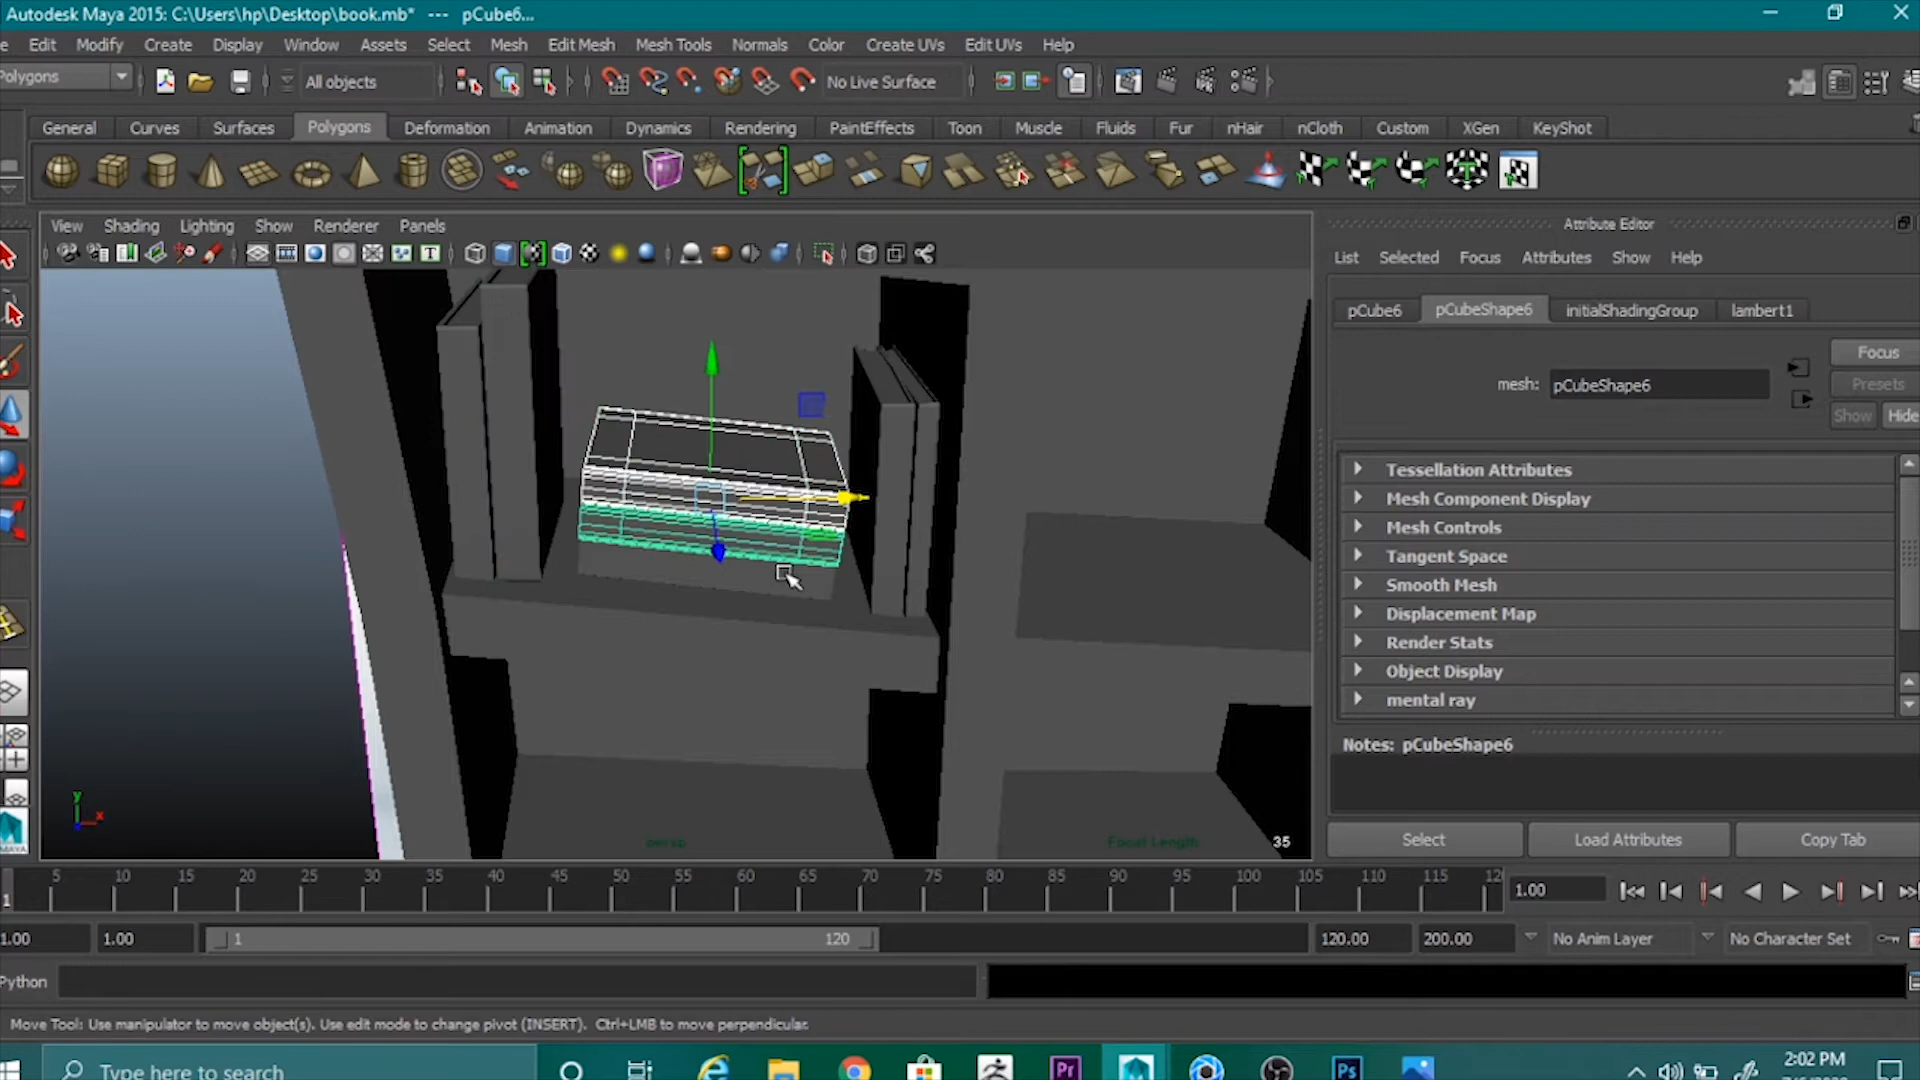 Autodesk Maya 2015: C:\Users\hp\Desktop\book.mb* --- pCube6...
Edit Modify Create Display Window Assets Select Mesh Edit Mesh Mesh Tools Normals Color Create UVs Edit UVs Help
Polygons All objects No Live Surface
General Curves Surfaces Polygons Deformation Animation Dynamics Rendering PaintEffects Toon Muscle Fluids Fur nHair nCloth Custom XGen KeyShot
View Shading Lighting Show Renderer Panels
Attribute Editor
List Selected Focus Attributes Show Help
pCube6 pCubeShape6 initialShadingGroup lambert1
Focus
mesh: pCubeShape6
Presets
Show Hide
Tessellation Attributes
Mesh Component Display
Mesh Controls
Tangent Space
Smooth Mesh
Displacement Map
Render Stats
Object Display
mental ray
Notes: pCubeShape6
y
x
persp
Focal Length 35
MAYA
Select Load Attributes Copy Tab
1 5 10 15 20 25 30 35 40 45 50 55 60 65 70 75 80 85 90 95 100 105 110 115 12
1.00
1.00 1.00 1 120 120.00 200.00 No Anim Layer No Character Set
Python
Move Tool: Use manipulator to move object(s). Use edit mode to change pivot (INSERT). Ctrl+LMB to move perpendicular.
Type here to search
Pr
Ps
2:02 PM